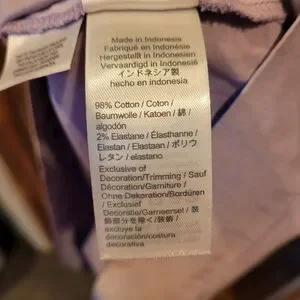 Made in Indonesia
Fabriqué en Indonésie
Hergestellt in Indonesien
Vervaardigd in Indonesië
インドネシア製
hecho en indonesia
98% Cotton / Coton /
Baumwolle / Katoen / 綿 /
algodón
2% Elastane / Élasthanne /
Elastan / Elastaan / ポリウ
レタン / elastano
Exclusive of
Decoration/Trimming / Sauf
Décoration/Garniture /
Ohne Dekoration/Bordüren
/ Exclusief
Decoratie/Garneersel / 装
飾部分を除く/装飾 /
excluye la
decoración/costura
decorativa